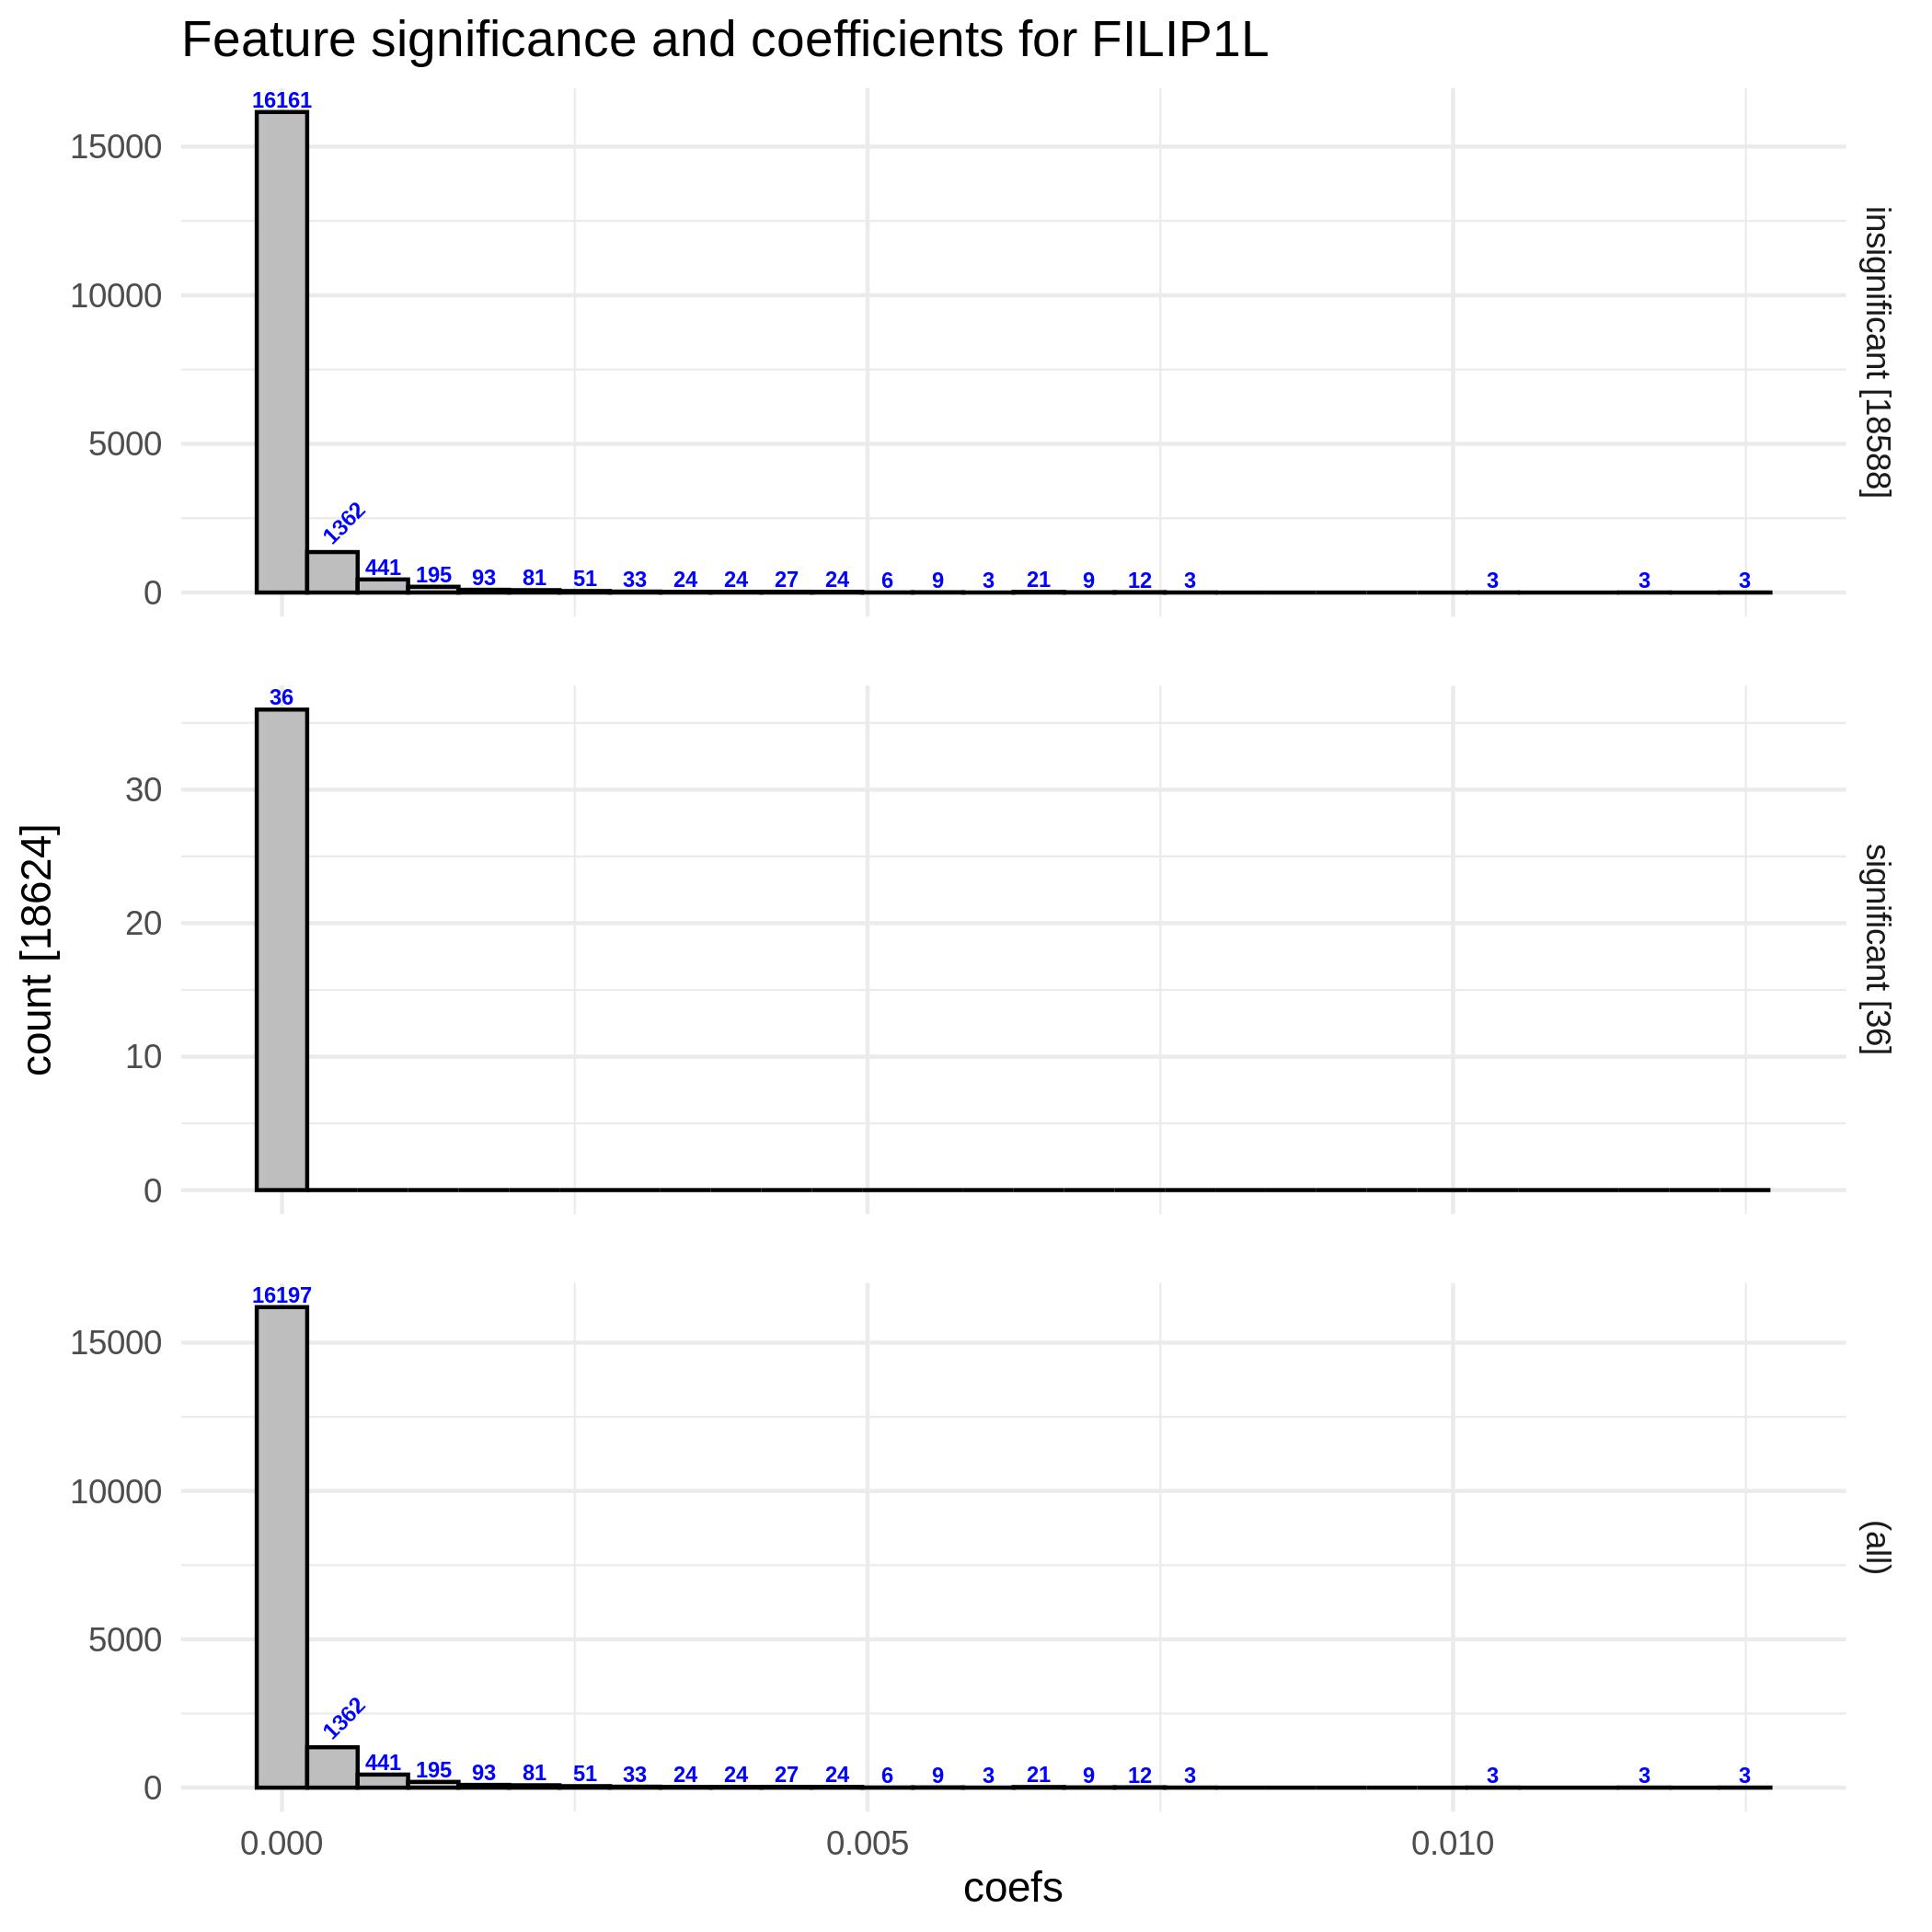 Feature significance and coefficients for FILIP1L
16161
15000
10000
5000
0
1362
441 195 93 81 51 33 24 24 27 24 6 9 3 21 9 12 3 3 3 3
insignificant [18588]
36
30
20
10
0
significant [36]
count [18624]
16197
15000
10000
5000
0
1362
441 195 93 81 51 33 24 24 27 24 6 9 3 21 9 12 3 3 3 3
(all)
0.000 0.005 0.010
coefs